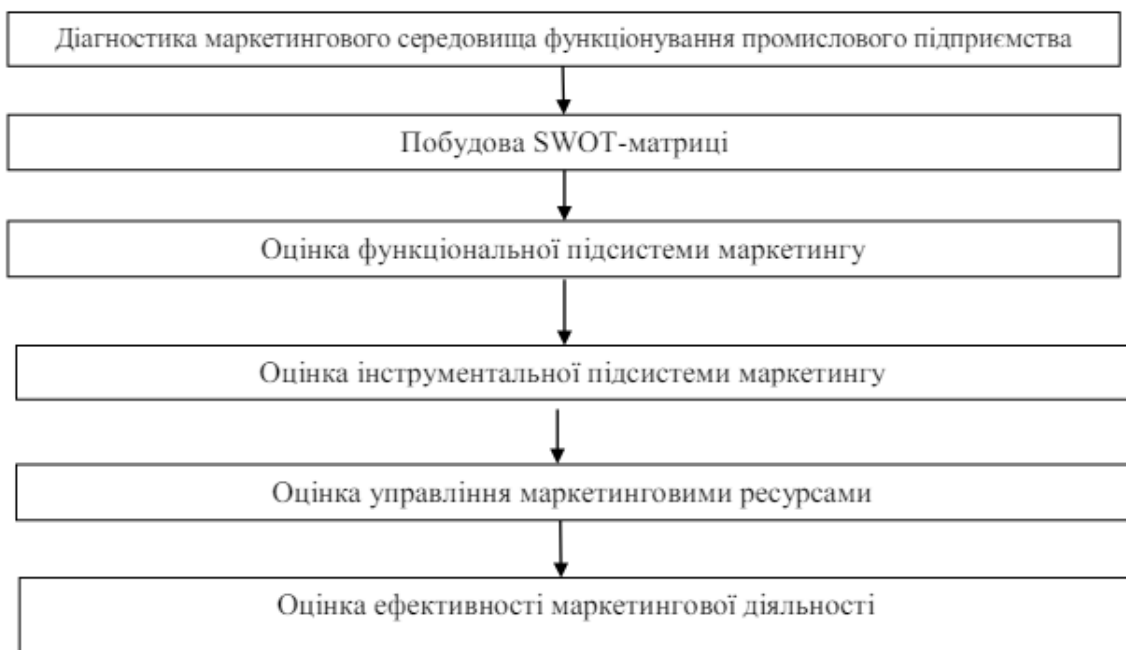 Діагностика маркетингового середовища функціонування промислового підприємства
Побудова SWOT-матриці
Оцінка функціональної підсистеми маркетингу
Оцінка інструментальної підсистеми маркетингу
Оцінка управління маркетинговими ресурсами
Оцінка ефективності маркетингової діяльності